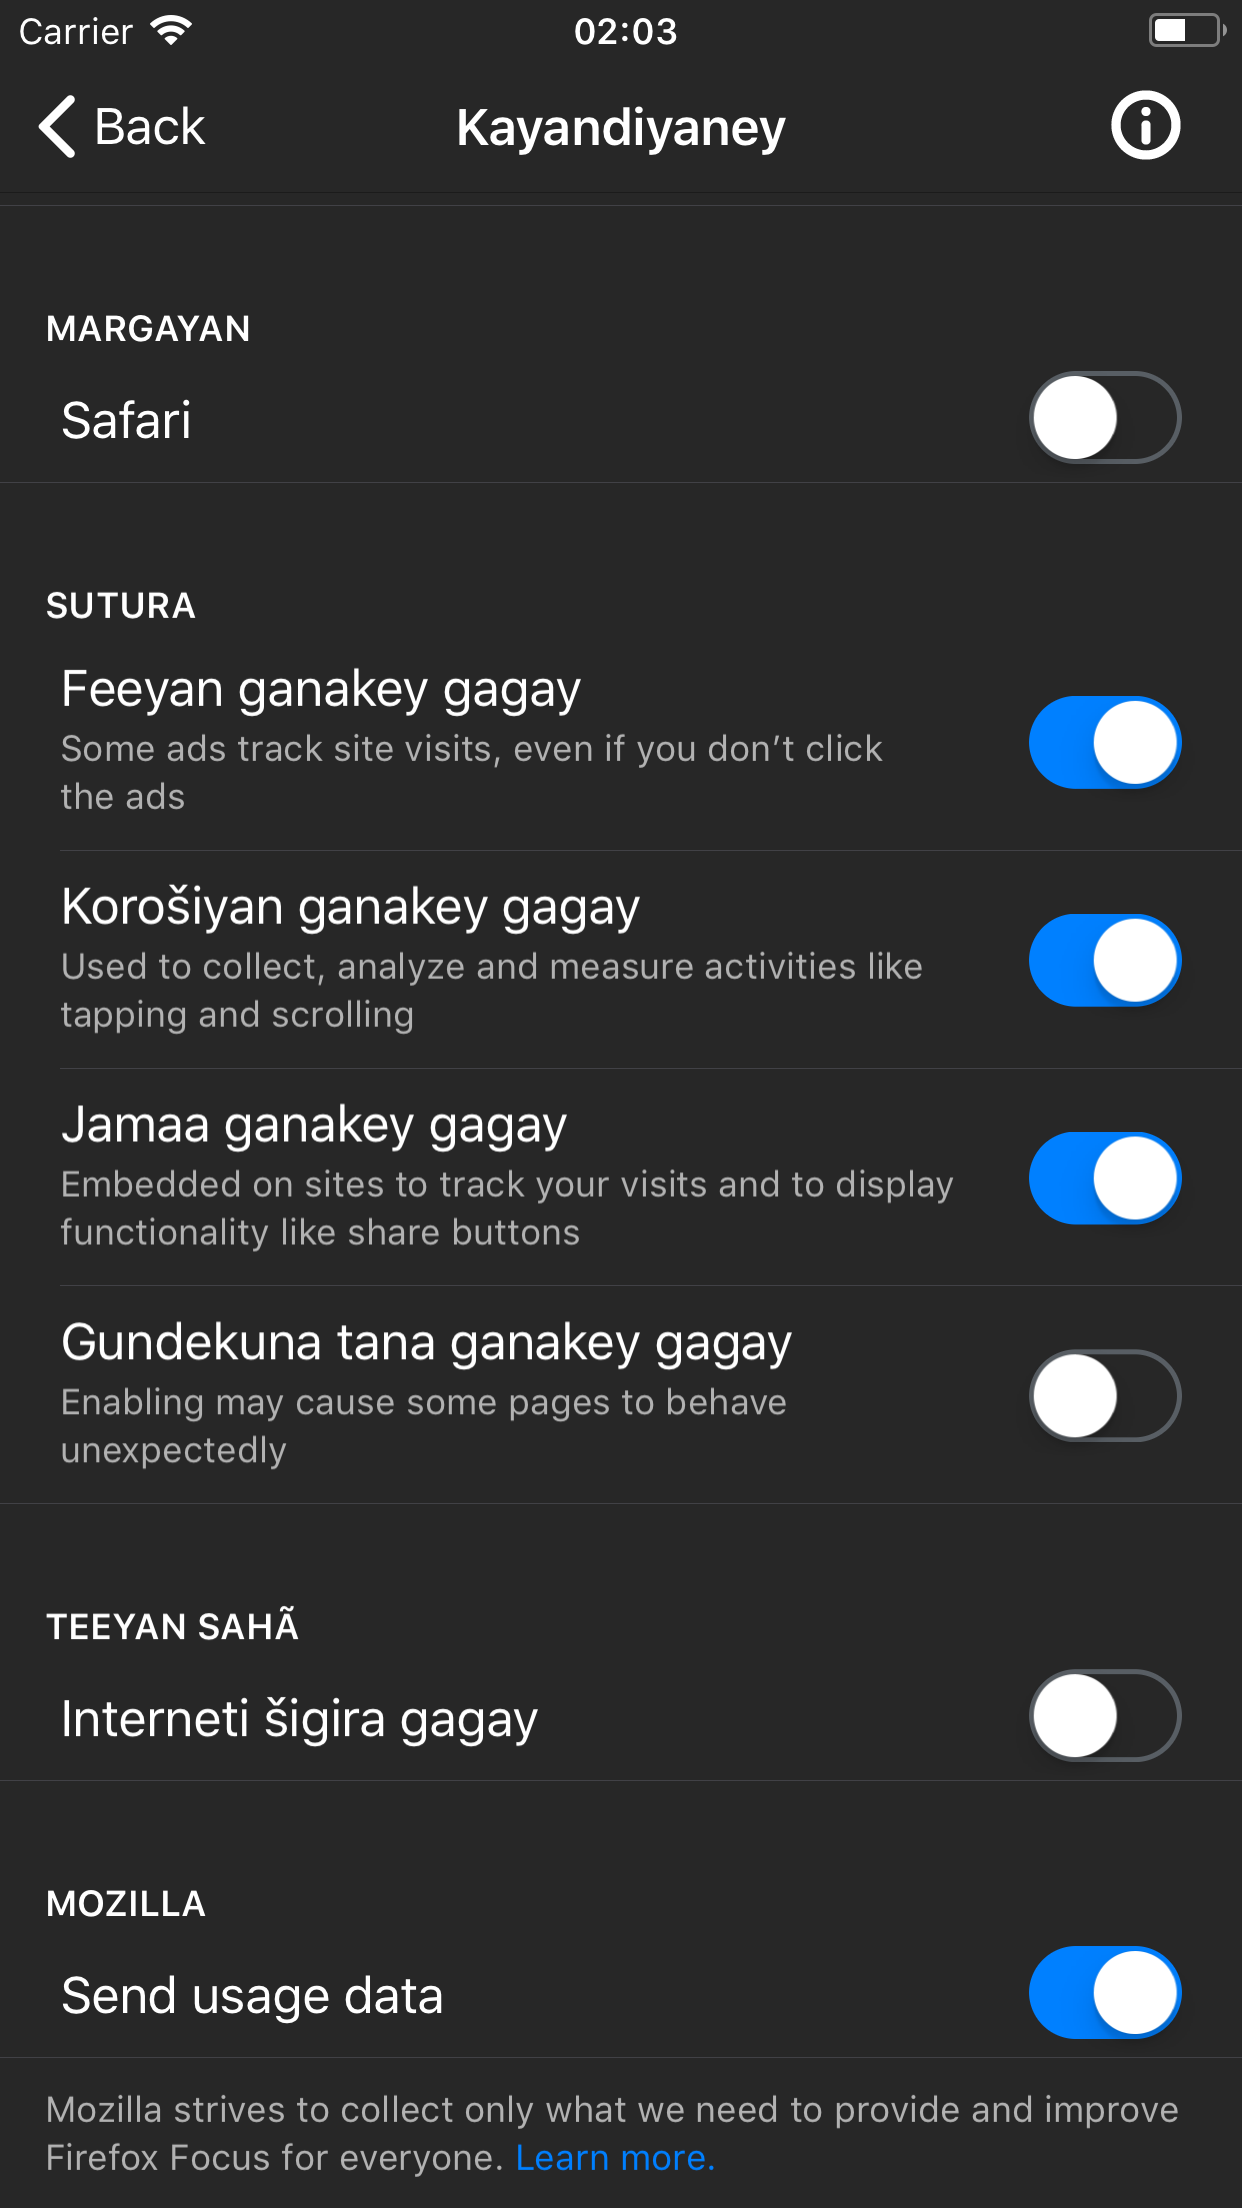 Carrier
02:03
Back
Kayandiyaney
MARGAYAN
Safari
SUTURA
Feeyan ganakey gagay
Some ads track site visits, even if you don’t click
the ads
Korošiyan ganakey gagay
Used to collect, analyze and measure activities like
tapping and scrolling
Jamaa ganakey gagay
Embedded on sites to track your visits and to display
functionality like share buttons
Gundekuna tana ganakey gagay
Enabling may cause some pages to behave
unexpectedly
TEEYAN SAHÃ
Interneti šigira gagay
MOZILLA
Send usage data
Mozilla strives to collect only what we need to provide and improve
Firefox Focus for everyone. Learn more.